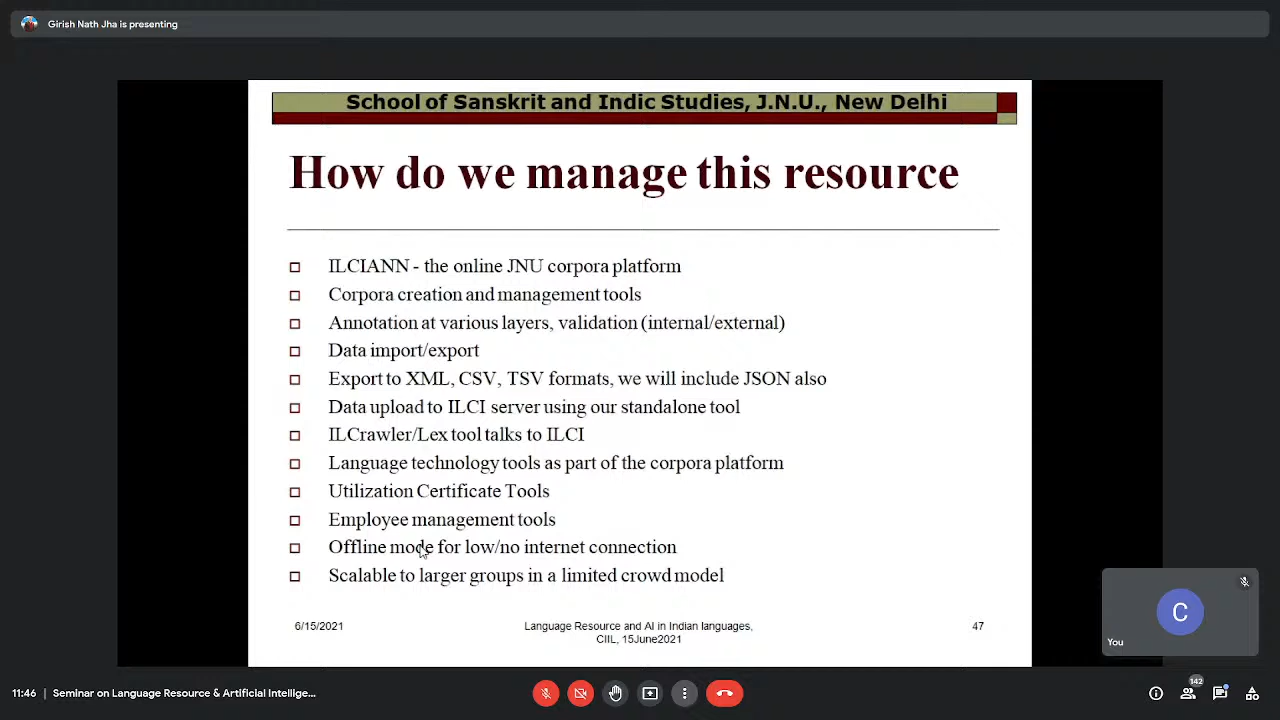 Girish Nath Jha is presenting
School of Sanskrit and Indic Studies, J.N.U., New Delhi
How do we manage this resource
ILCIANN - the online JNU corpora platform
Corpora creation and management tools
Annotation at various layers, validation (internal/external)
Data import/export
Export to XML, CSV, TSV formats, we will include JSON also
Data upload to ILCI server using our standalone tool
ILCrawler/Lex tool talks to ILCI
Language technology tools as part of the corpora platform
Utilization Certificate Tools
Employee management tools
Offline mode for low/no internet connection
Scalable to larger groups in a limited crowd model
6/15/2021
Language Resource and AI in Indian languages,
CIIL, 15June2021
47
C
You
11:46 | Seminar on Language Resource & Artificial Intellige...
142